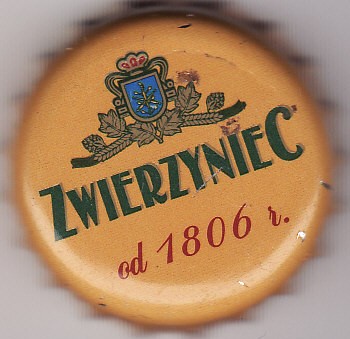 ZWIERZYNIEC
od 1806 r.